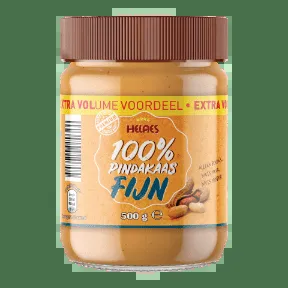 EXTRA VOLUME VOORDEEL • EXTRA VO
HELAES
100%
PINDAKAAS
FIJN
500 g